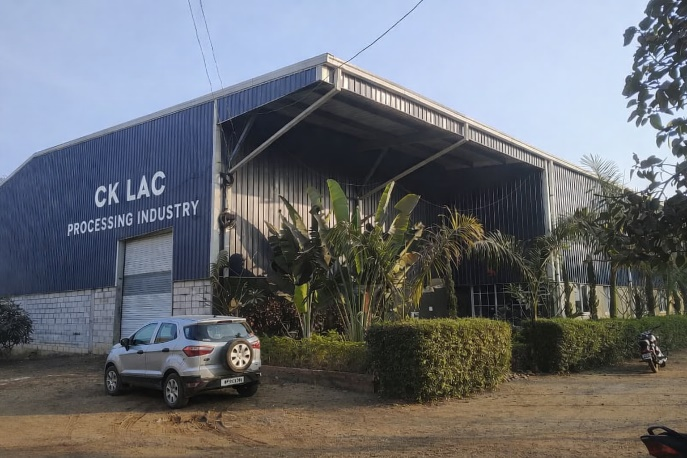 CK LAC
PROCESSING INDUSTRY